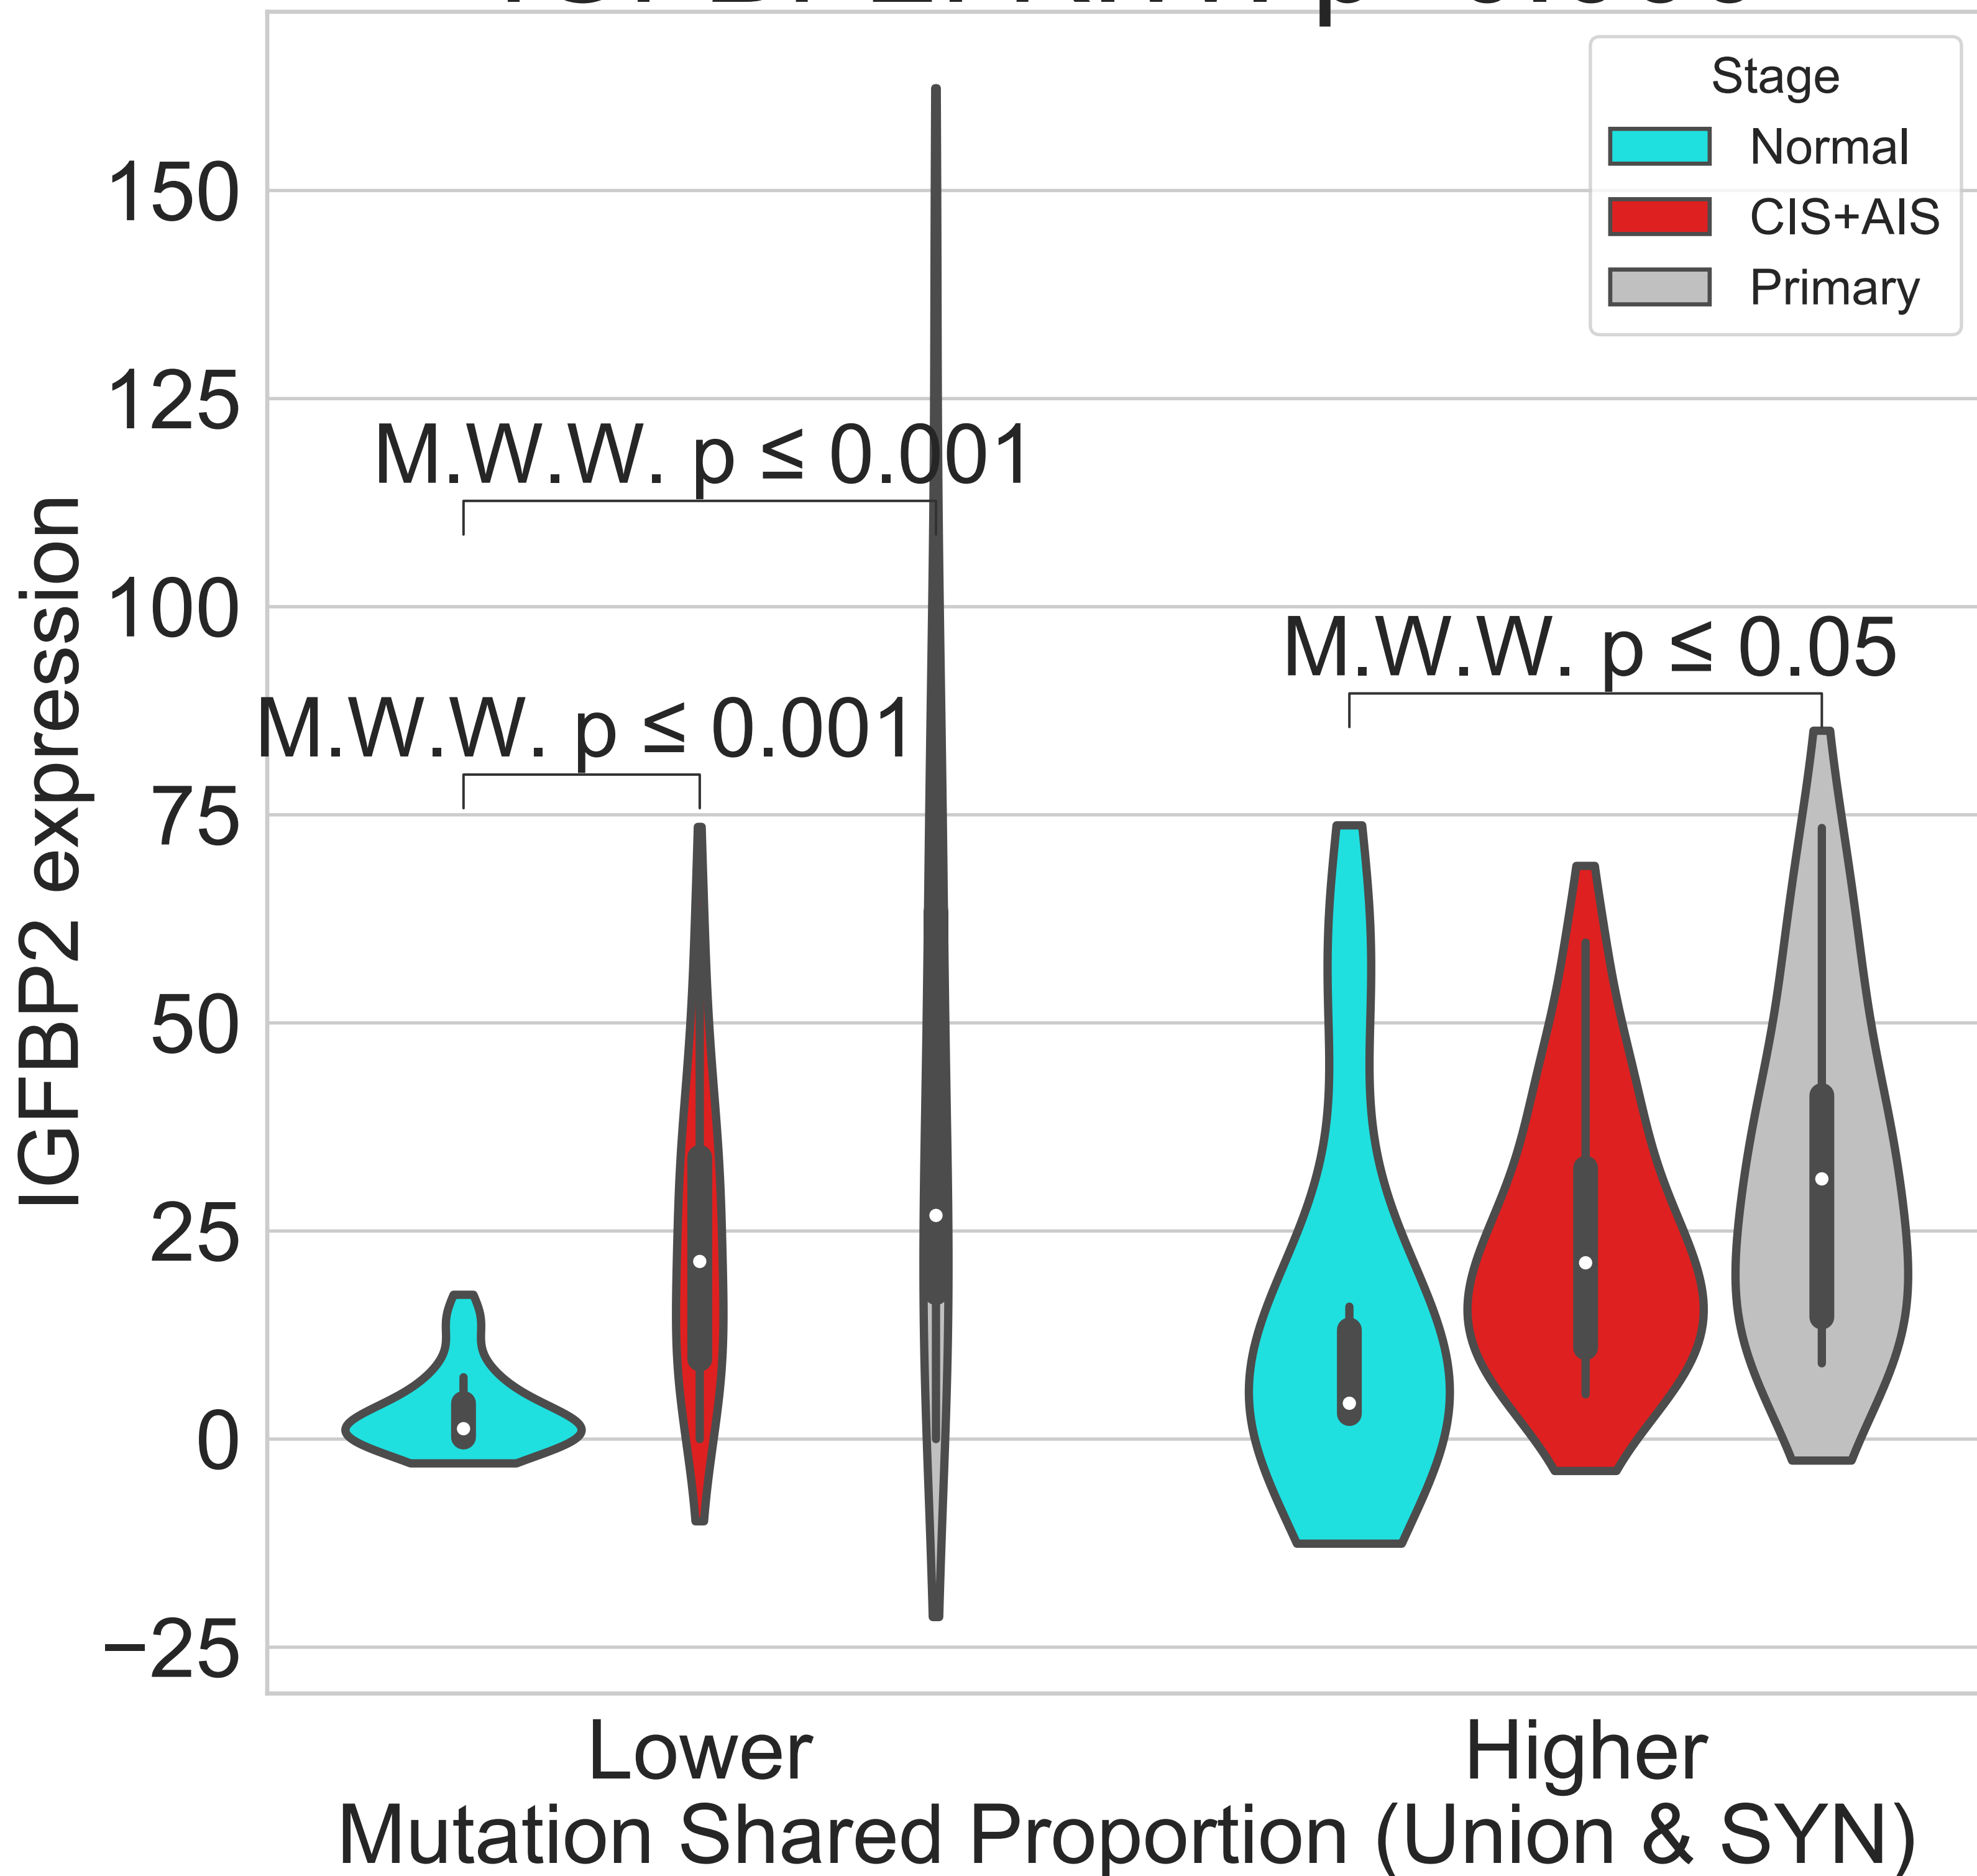 Stage
Normal
CIS+AIS
Primary
150
125
100
75
50
25
0
−25
IGFBP2 expression
M.W.W. p ≤ 0.001
M.W.W. p ≤ 0.001
M.W.W. p ≤ 0.05
Lower
Higher
Mutation Shared Proportion (Union & SYN)